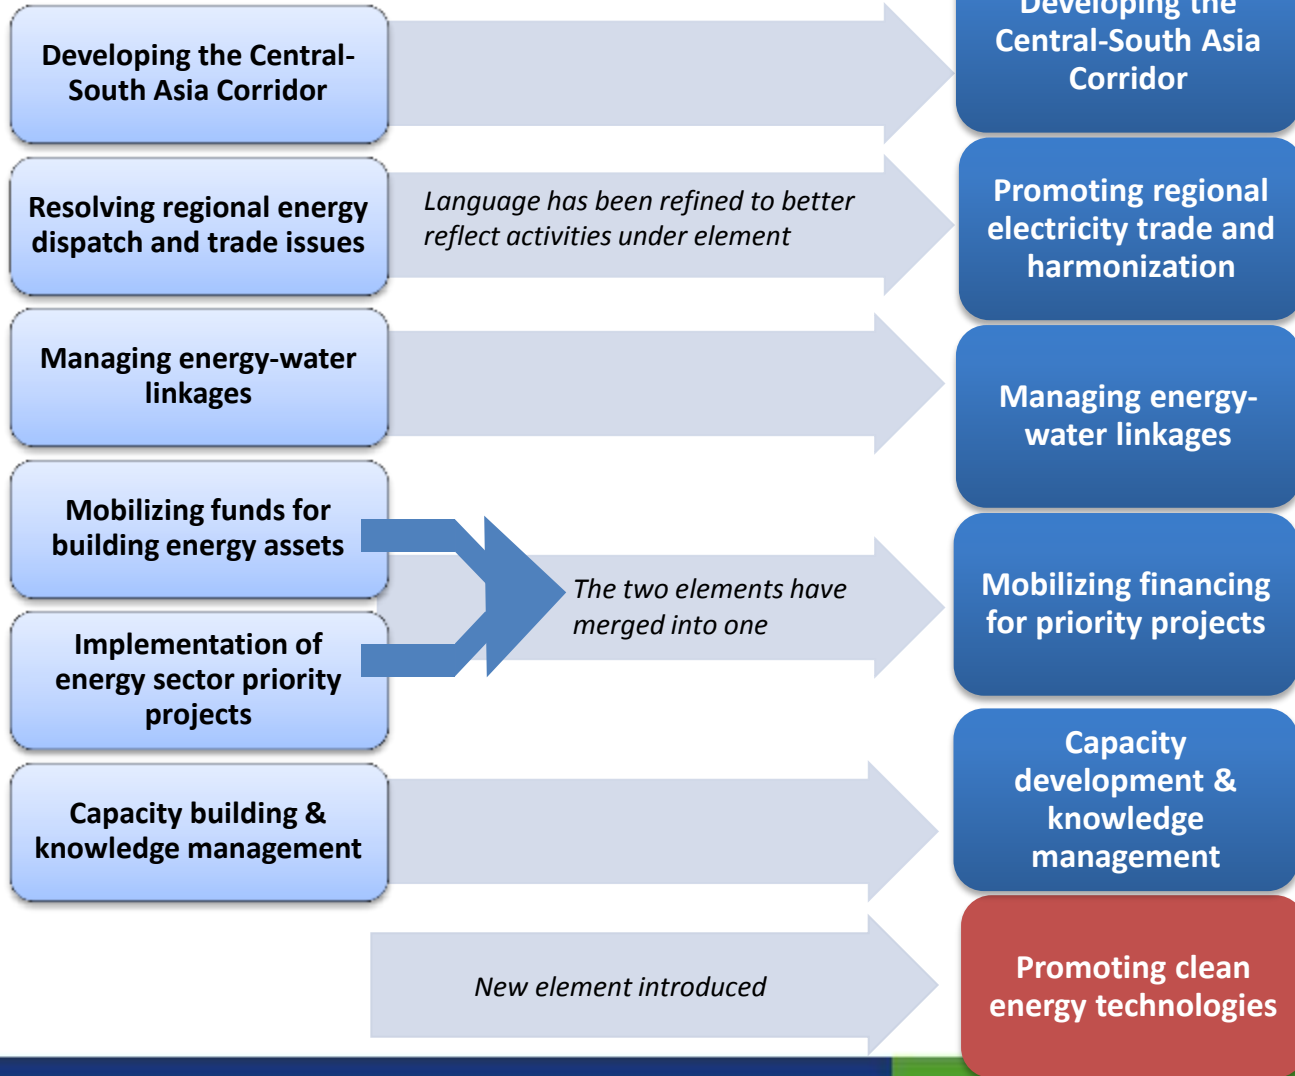 Developing the Central-
South Asia Corridor
Developing the
Central-South Asia
Corridor
Resolving regional energy
dispatch and trade issues
Language has been refined to better
reflect activities under element
Promoting regional
electricity trade and
harmonization
Managing energy-water
linkages
Managing energy-
water linkages
Mobilizing funds for
building energy assets
Implementation of
energy sector priority
projects
The two elements have
merged into one
Mobilizing financing
for priority projects
Capacity building &
knowledge management
Capacity
development &
knowledge
management
New element introduced
Promoting clean
energy technologies